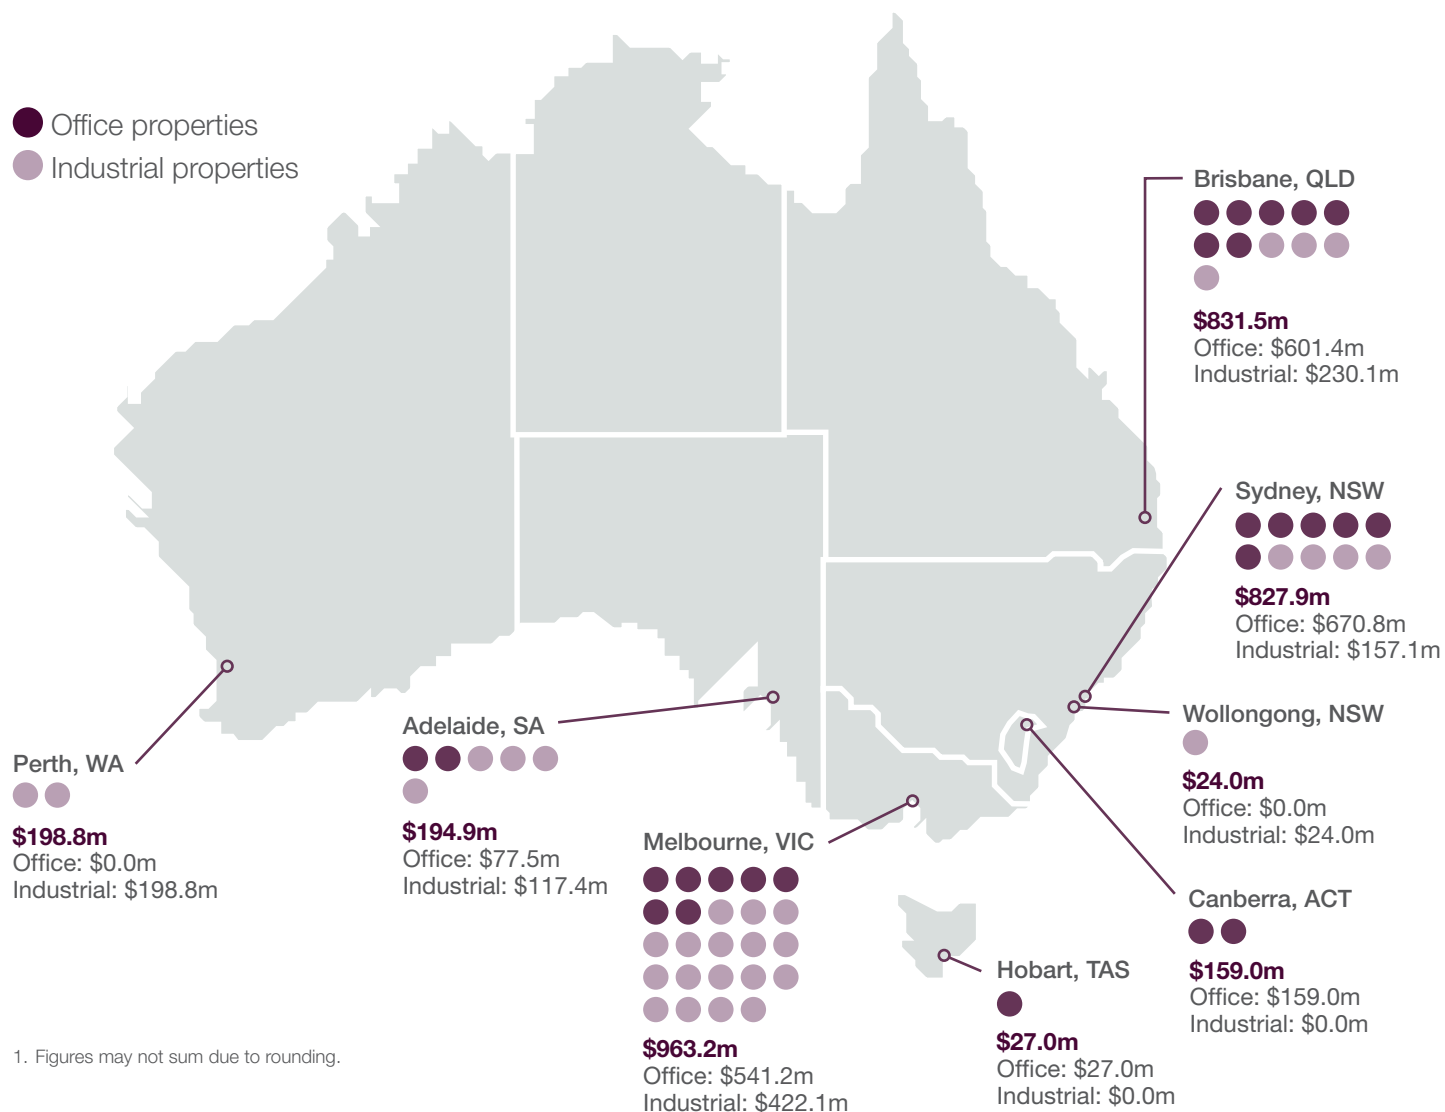 Office properties
Industrial properties
Brisbane, QLD
$831.5m
Office: $601.4m
Industrial: $230.1m
Sydney, NSW
$827.9m
Office: $670.8m
Industrial: $157.1m
Wollongong, NSW
$24.0m
Office: $0.0m
Industrial: $24.0m
Canberra, ACT
$159.0m
Office: $159.0m
Industrial: $0.0m
Hobart, TAS
$27.0m
Office: $27.0m
Industrial: $0.0m
Melbourne, VIC
$963.2m
Office: $541.2m
Industrial: $422.1m
Adelaide, SA
$194.9m
Office: $77.5m
Industrial: $117.4m
Perth, WA
$198.8m
Office: $0.0m
Industrial: $198.8m
1. Figures may not sum due to rounding.